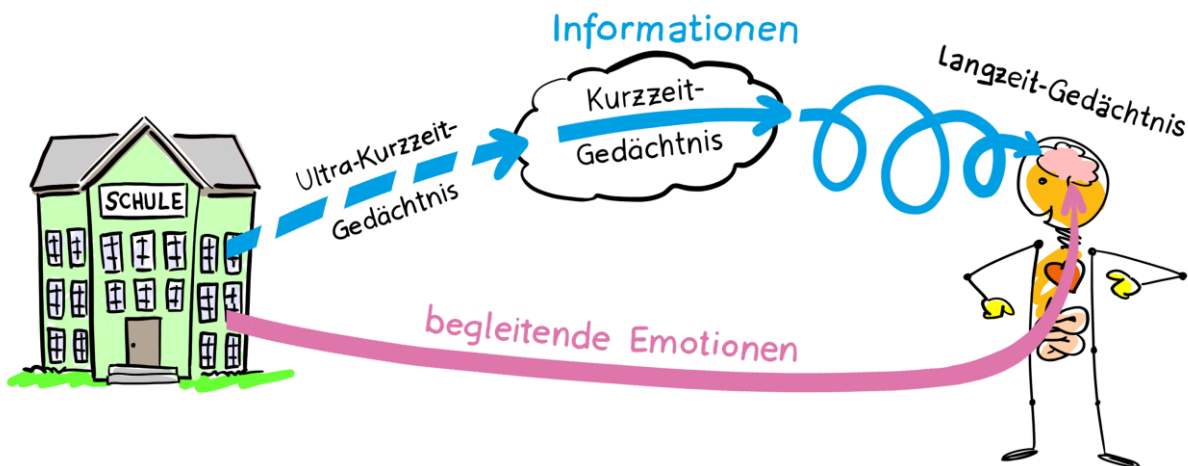 Informationen
Langzeit-Gedächtnis
Kurzzeit-
Gedächtnis
Ultra-Kurzzeit-
Gedächtnis
SCHULE
begleitende Emotionen